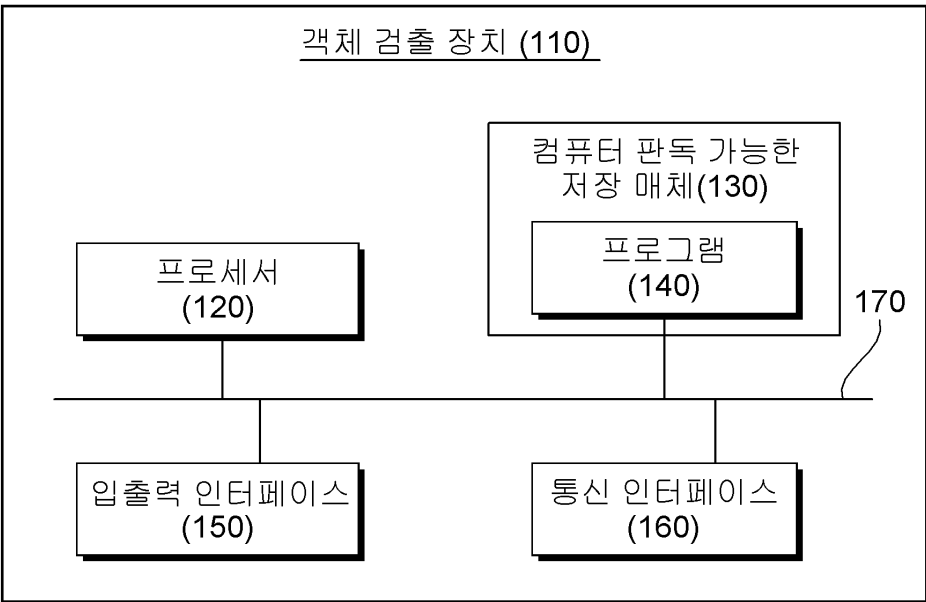 객체 검출 장치 (110)
컴퓨터 판독 가능한
저장 매체(130)
프로세서
(120)
프로그램
(140)
170
입출력 인터페이스
(150)
통신 인터페이스
(160)